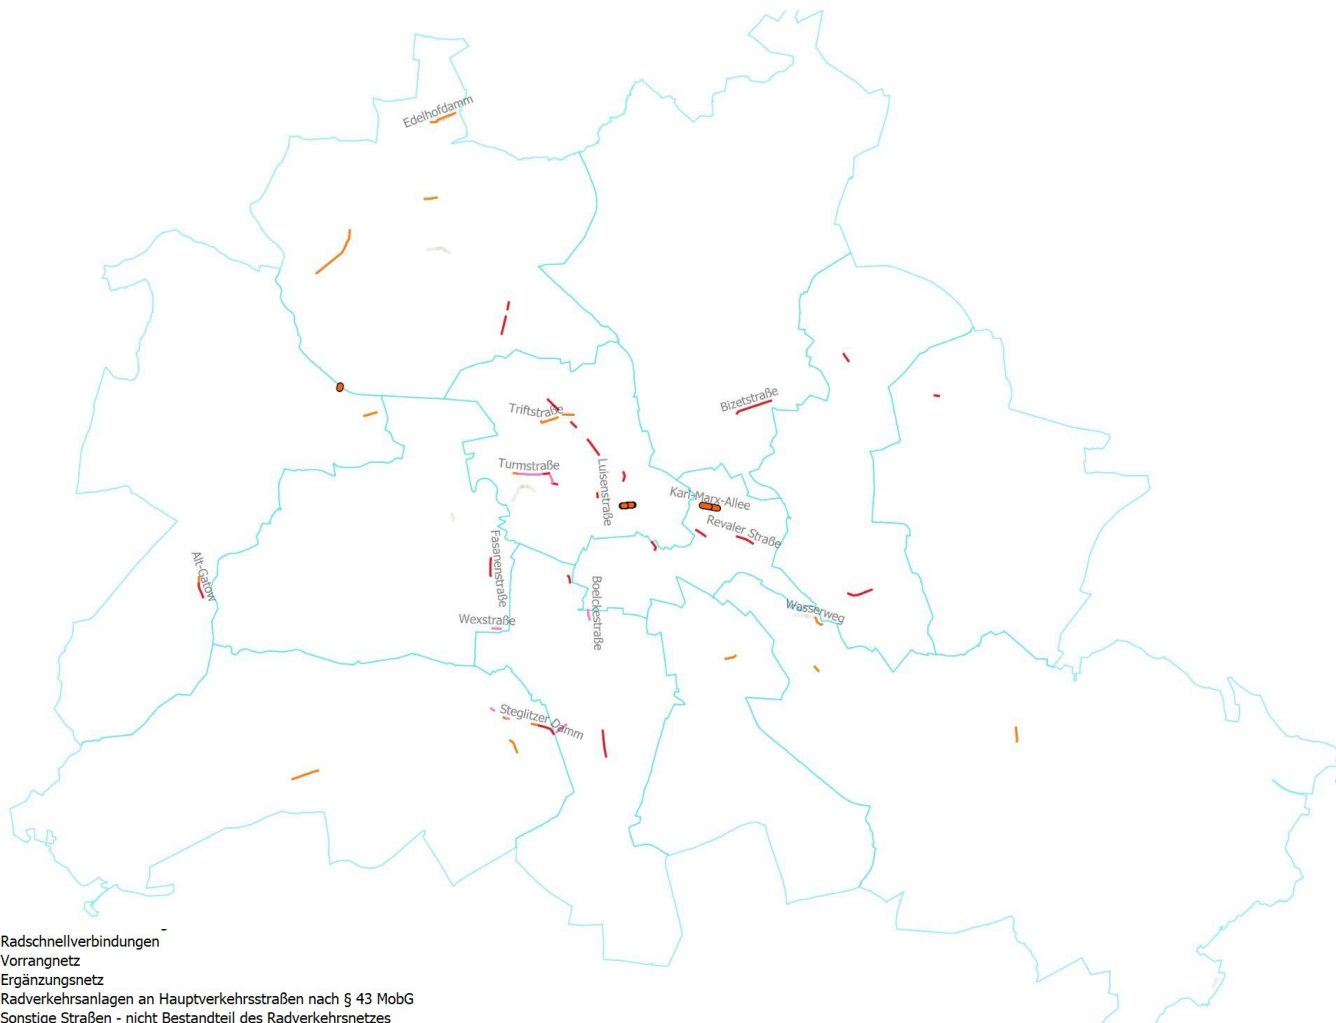 Edelhofdamm
Bizetstraße
Triftstraße
Turmstraße
Luisenstraße
Karl-Marx-Allee
Revaler Straße
Fasanenstraße
Alt-Gatow
Boelckestraße
Wasserweg
Wexstraße
Steglitzer Damm
Radschnellverbindungen
Vorrangnetz
Ergänzungsnetz
Radverkehrsanlagen an Hauptverkehrsstraßen nach § 43 MobG
Sonstige Straßen - nicht Bestandteil des Radverkehrsnetzes